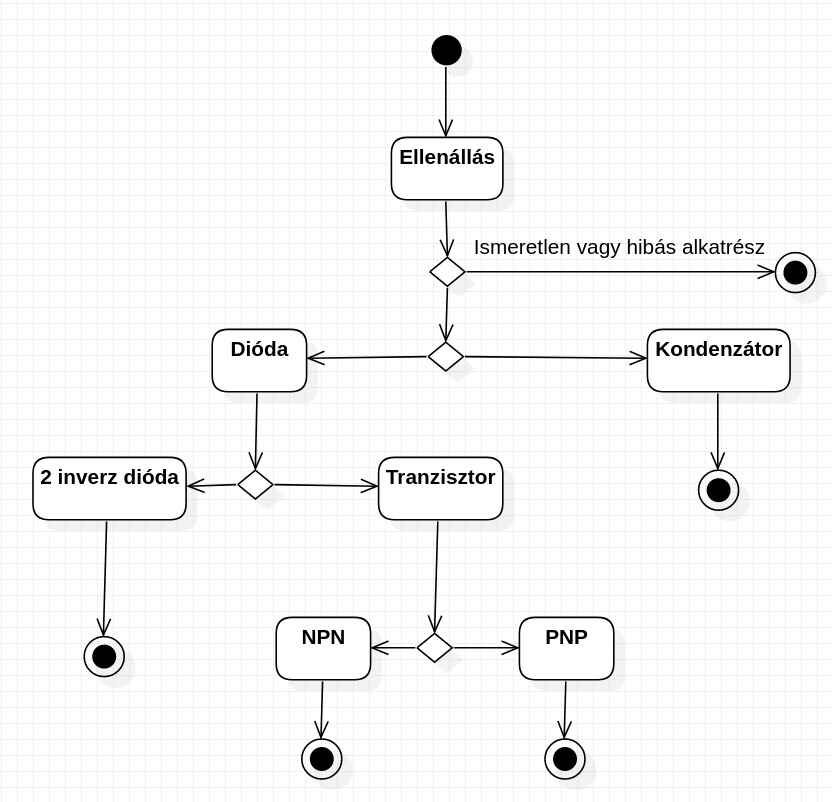 Ellenállás
Ismeretlen vagy hibás alkatrész
Dióda
Kondenzátor
2 inverz dióda
Tranzisztor
NPN
PNP